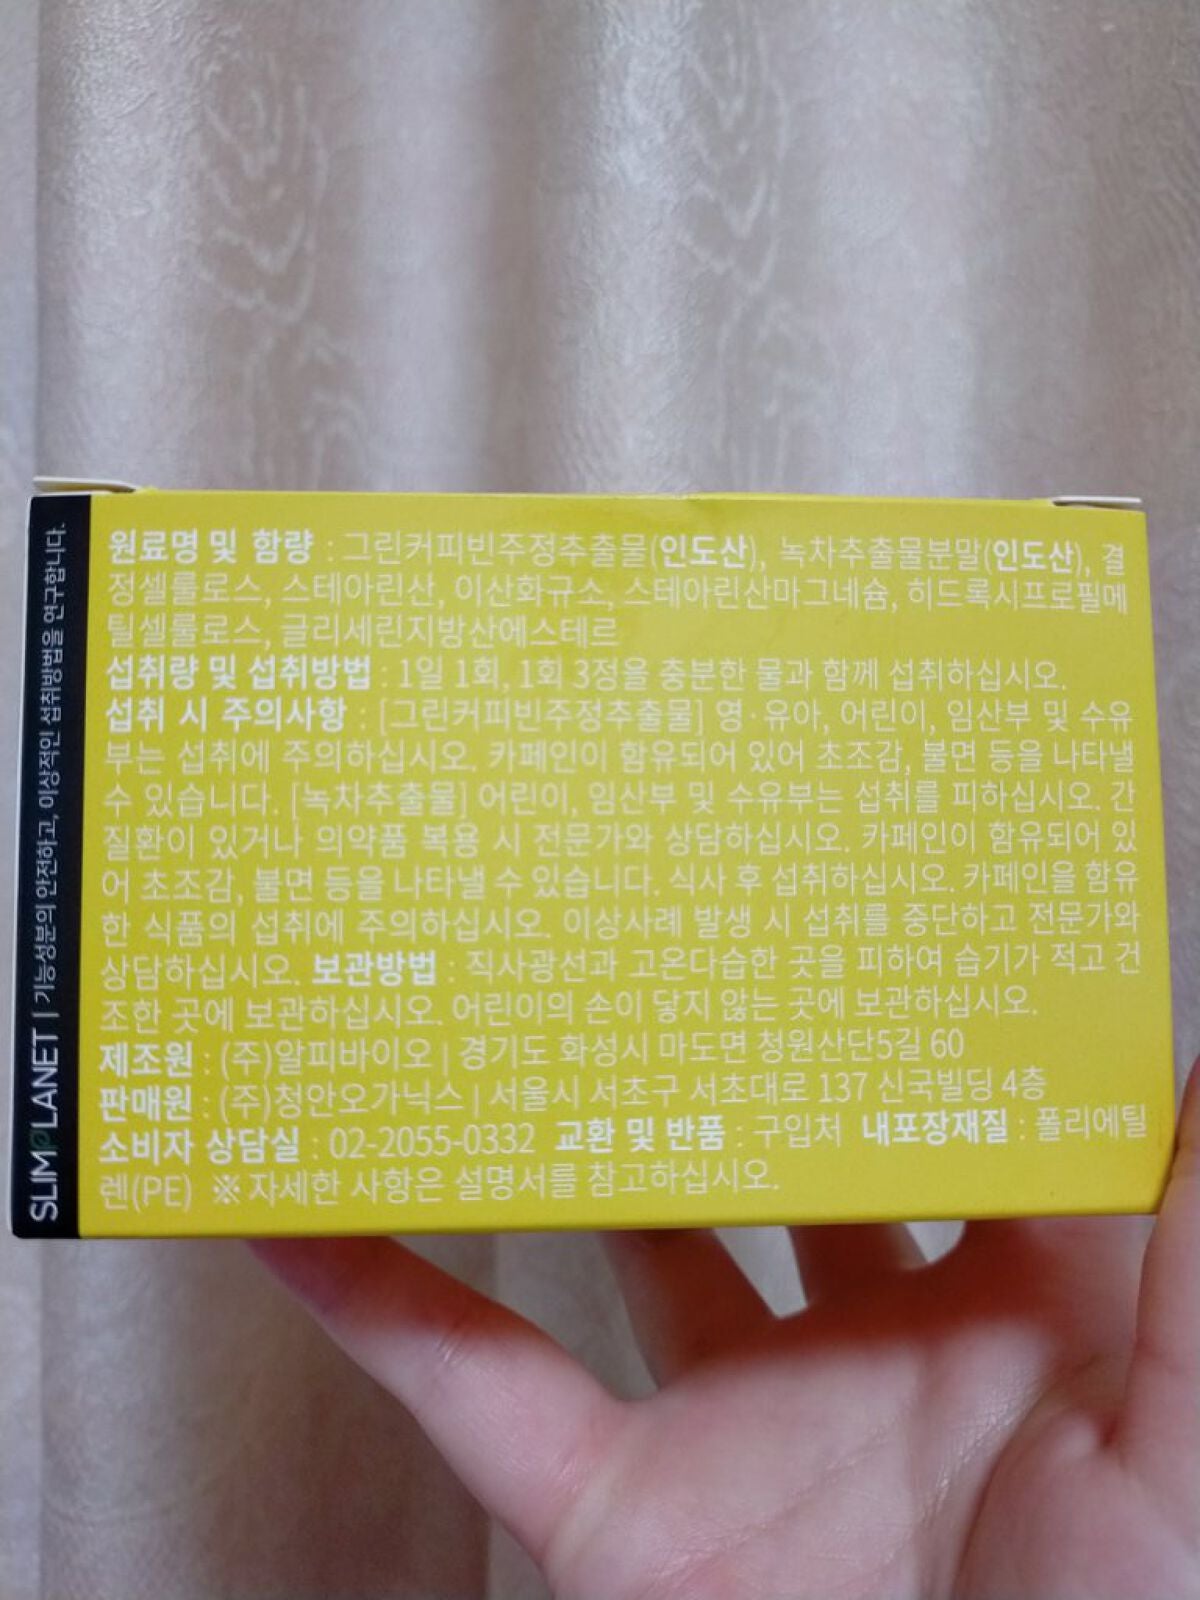 원료명 및 함량 : 그린커피빈주정추출물(인도산), 녹차추출물분말(인도산), 결
정셀룰로스, 스테아린산, 이산화규소, 스테아린산마그네슘, 히드록시프로필메
틸셀룰로스, 글리세린지방산에스테르
섭취량 및 섭취방법 : 1일 1회, 1회 3정을 충분한 물과 함께 섭취하십시오.
섭취 시 주의사항 : [그린커피빈주정추출물] 영·유아, 어린이, 임산부 및 수유
부는 섭취에 주의하십시오. 카페인이 함유되어 있어 초조감, 불면 등을 나타낼
수 있습니다. [녹차추출물] 어린이, 임산부 및 수유부는 섭취를 피하십시오. 간
질환이 있거나 의약품 복용 시 전문가와 상담하십시오. 카페인이 함유되어 있
어 초조감, 불면 등을 나타낼 수 있습니다. 식사 후 섭취하십시오. 카페인을 함유
한 식품의 섭취에 주의하십시오. 이상사례 발생 시 섭취를 중단하고 전문가와
상담하십시오. 보관방법 : 직사광선과 고온다습한 곳을 피하여 습기가 적고 건
조한 곳에 보관하십시오. 어린이의 손이 닿지 않는 곳에 보관하십시오.
제조원 : (주)알피바이오 | 경기도 화성시 마도면 청원산단5길 60
판매원 : (주)청안오가닉스 | 서울시 서초구 서초대로 137 신국빌딩 4층
소비자 상담실 : 02-2055-0332 교환 및 반품 : 구입처 내포장재질 : 폴리에틸
렌(PE) ※ 자세한 사항은 설명서를 참고하십시오.
SLIMPLANET | 기능성분의 안전하고, 이상적인 섭취방법을 연구합니다.